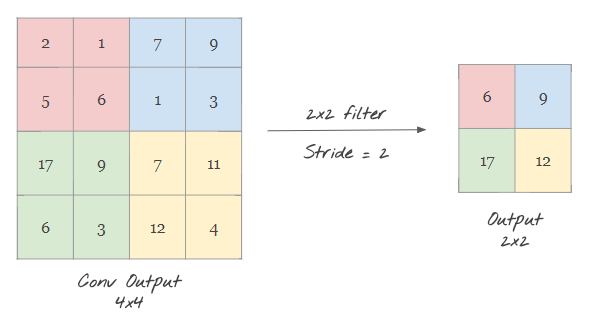 2 1 7 9
5 6 1 3
17 9 7 11
6 3 12 4
Conv Output
4x4
2x2 filter
Stride = 2
6 9
17 12
Output
2x2